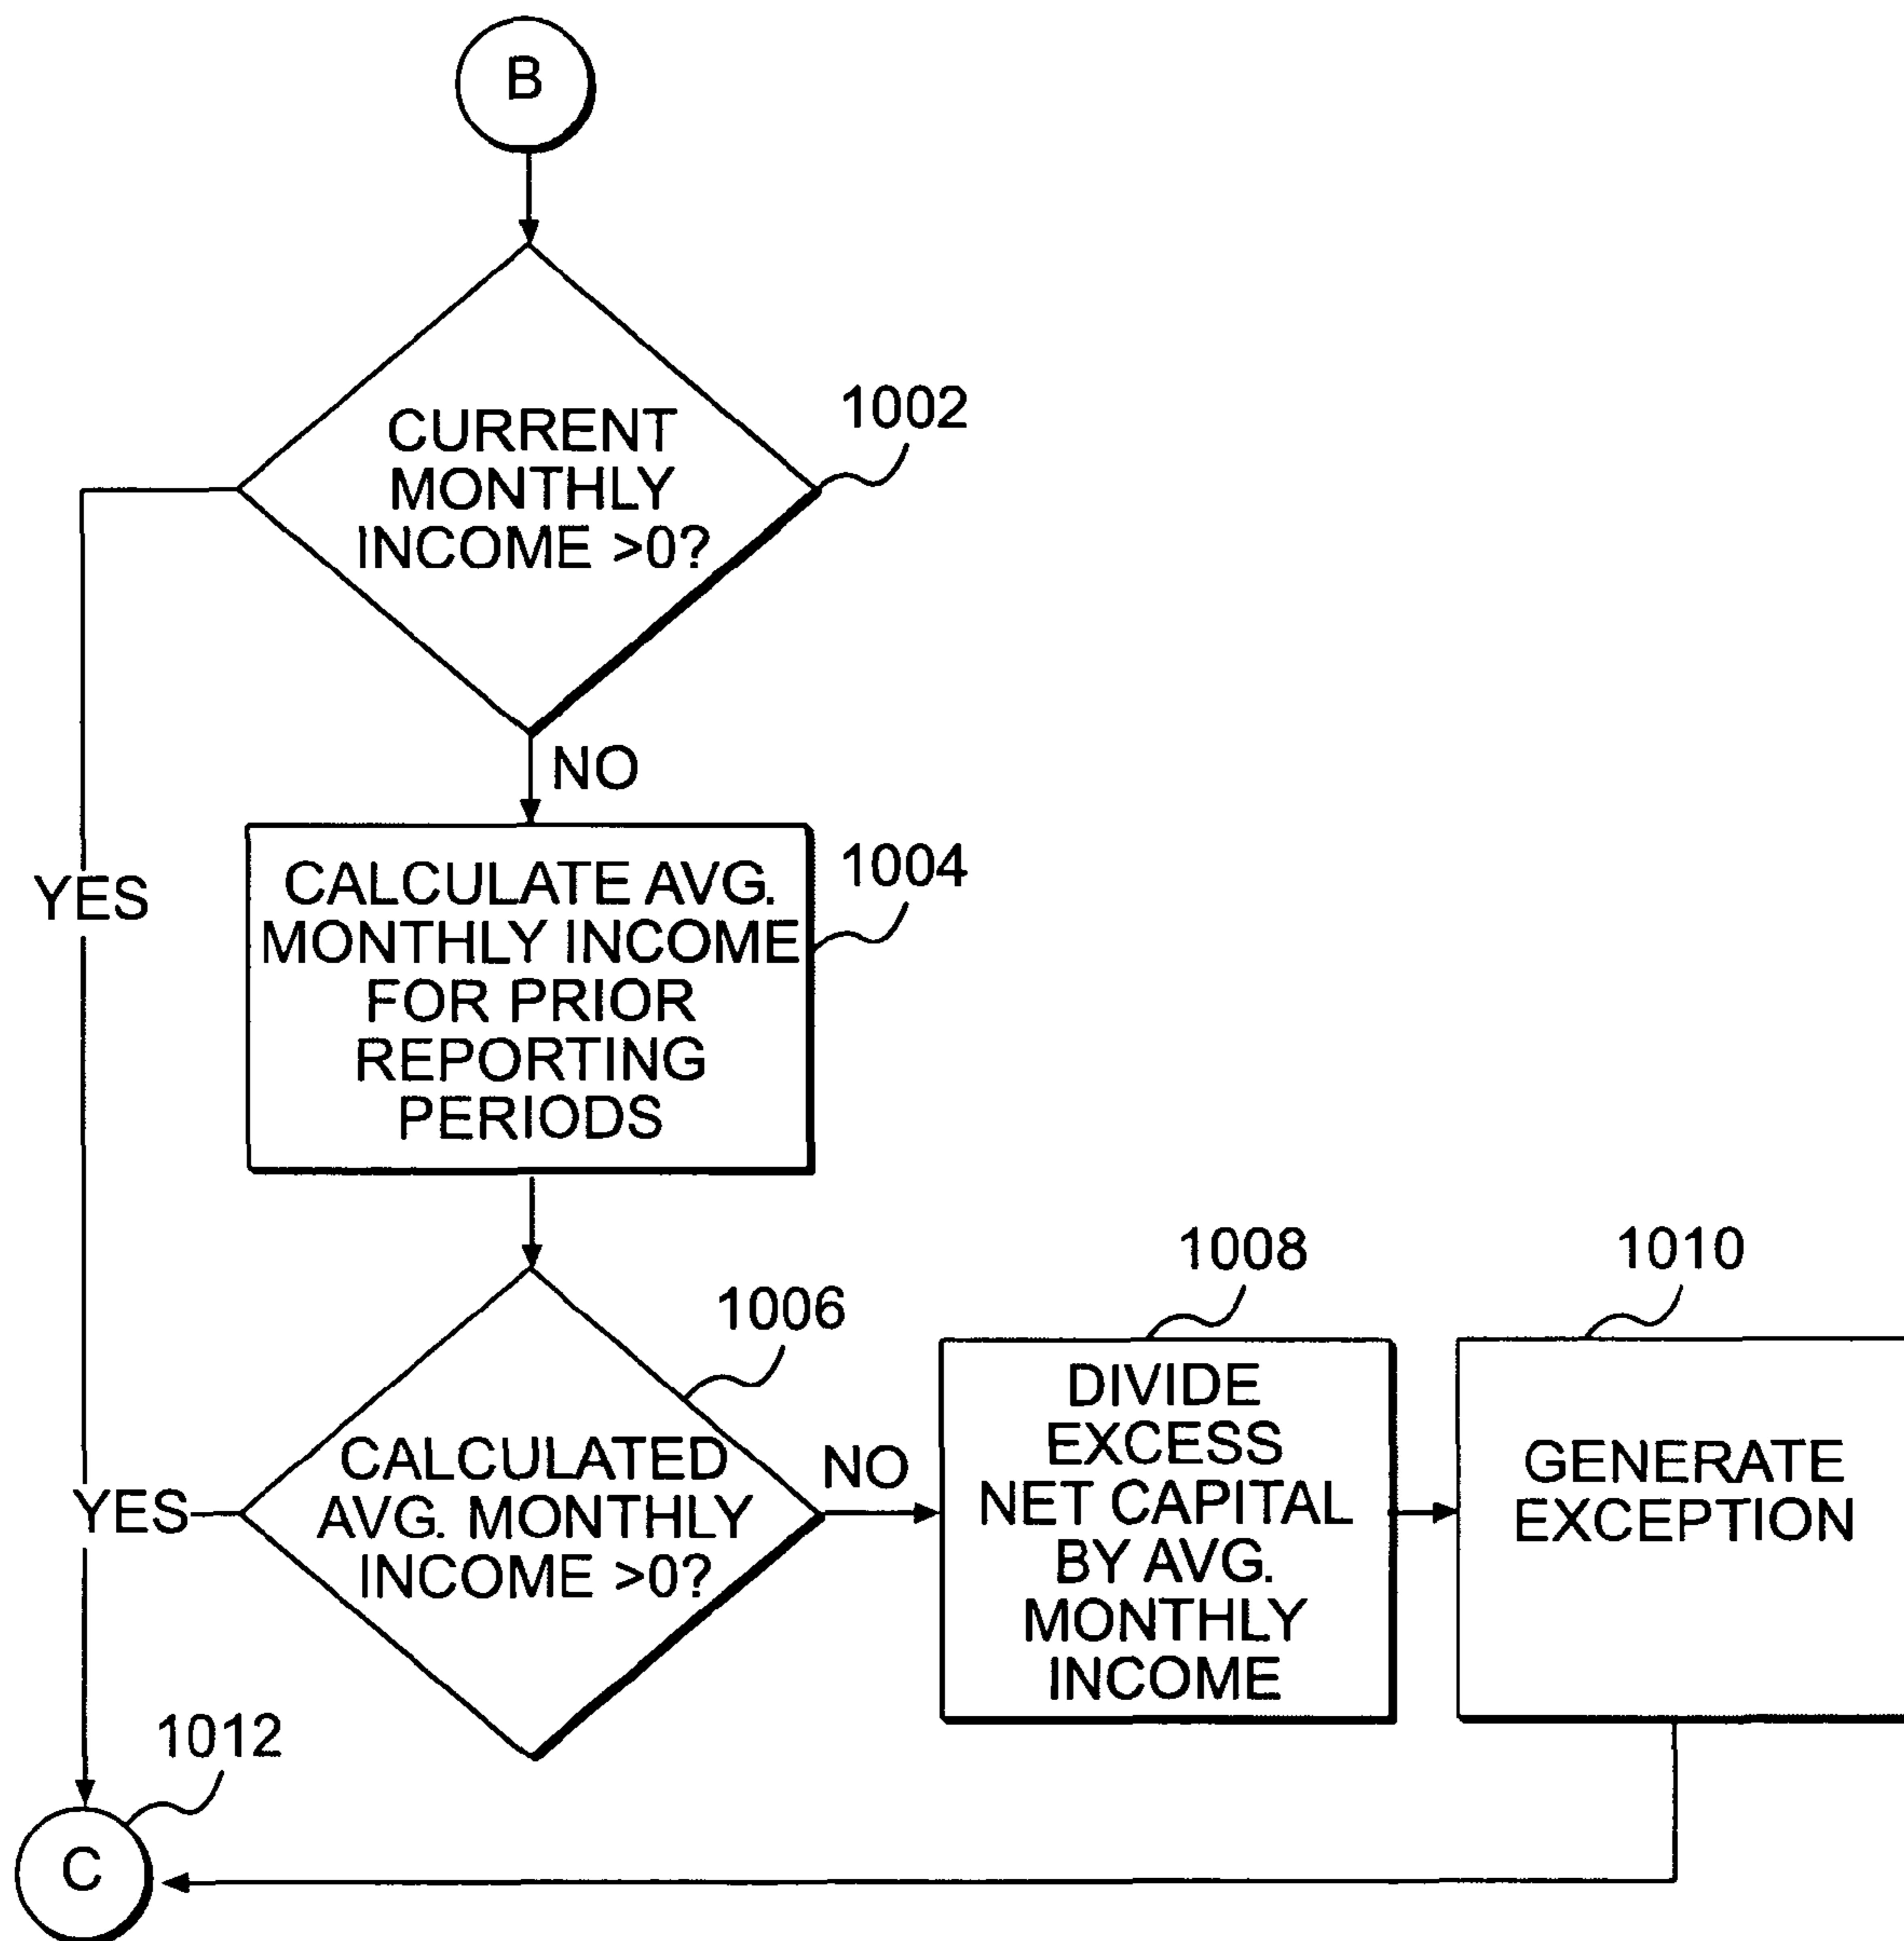 B
CURRENT
MONTHLY
INCOME >0?
1002
NO
YES
CALCULATE AVG.
MONTHLY INCOME
FOR PRIOR
REPORTING
PERIODS
1004
CALCULATED
AVG. MONTHLY
INCOME >0?
1006
YES
NO
DIVIDE
EXCESS
NET CAPITAL
BY AVG.
MONTHLY
INCOME
1008
GENERATE
EXCEPTION
1010
1012
C